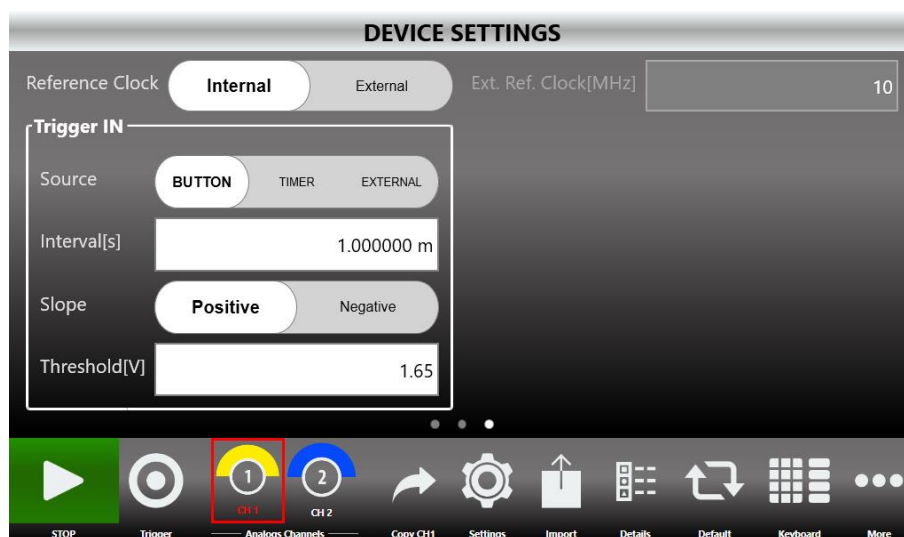 DEVICE SETTINGS
Reference Clock Internal External Ext. Ref. Clock[MHz] 10
Trigger IN
Source BUTTON TIMER EXTERNAL
Interval[s] 1.000000 m
Slope Positive Negative
Threshold[V] 1.65
1 2
CH 1 CH 2
STOP Trigger Analogs Channels Copy CH1 Settings Import Details Default Keyboard More